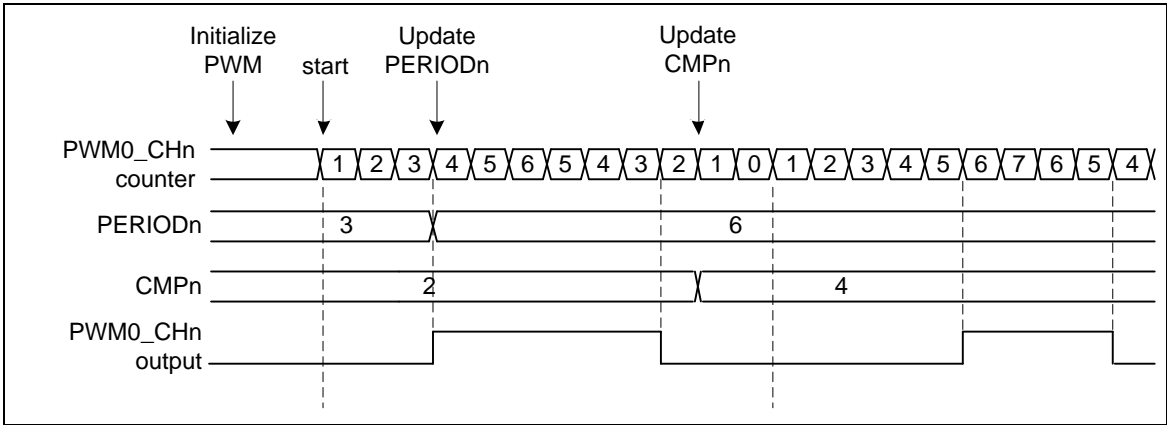 Initialize PWM
start
Update PERIODn
Update CMPn
PWM0_CHn counter
1 2 3 4 5 6 5 4 3 2 1 0 1 2 3 4 5 6 7 6 5 4
PERIODn
3 6
CMPn
2 4
PWM0_CHn output